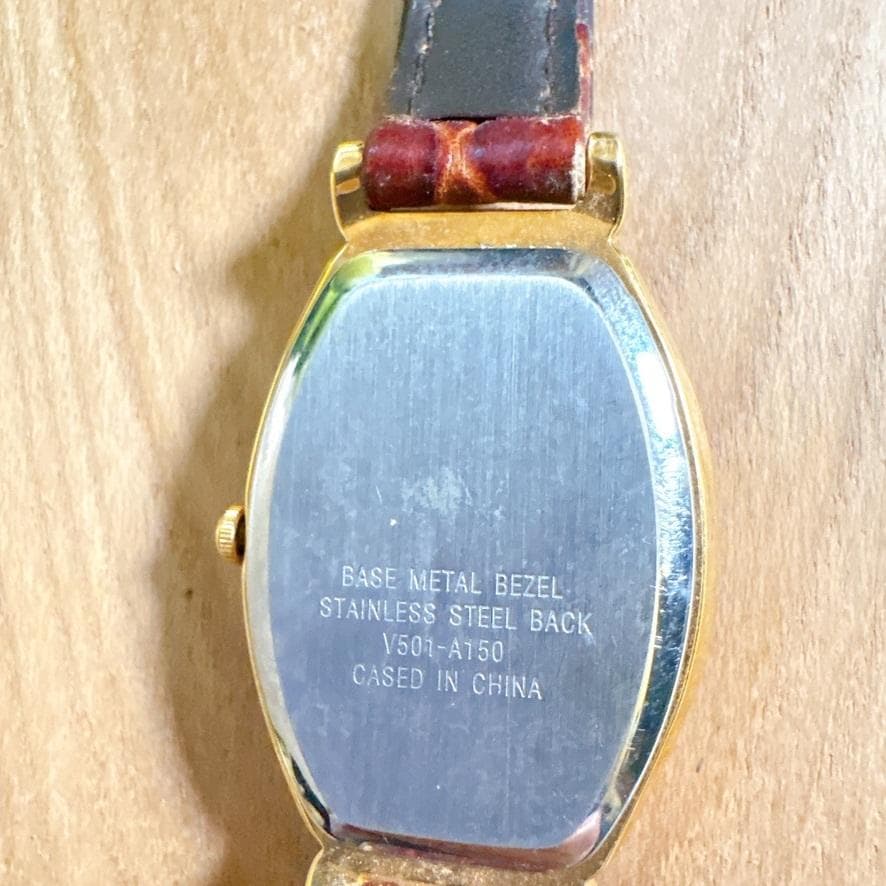 BASE METAL BEZEL
STAINLESS STEEL BACK
V501-A150
CASED IN CHINA